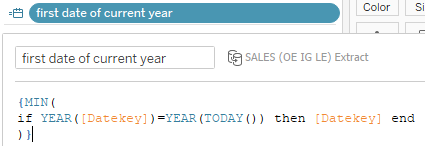 first date of current year
Color
Si
first date of current year
SALES (OE IG LE) Extract
{MIN(
if YEAR([Datekey])=YEAR(TODAY()) then [Datekey] end
)}